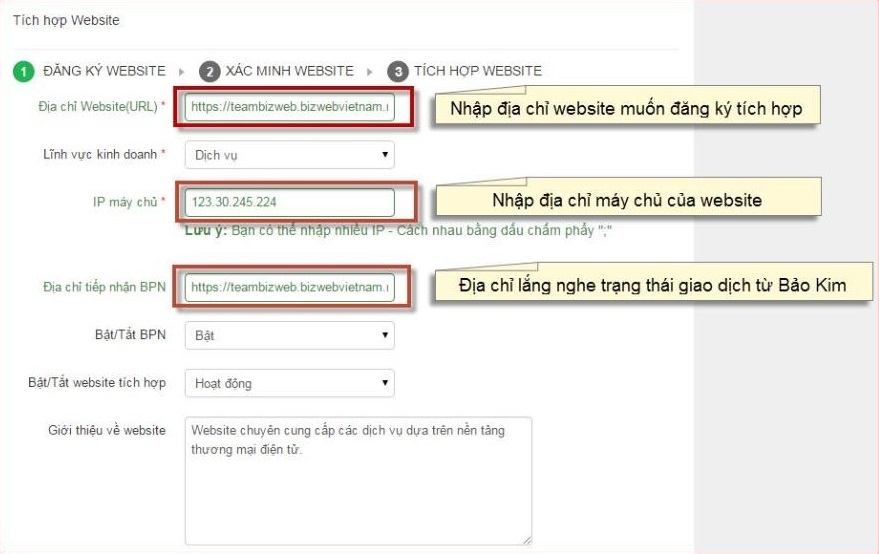 Tích hợp Website
1 ĐĂNG KÝ WEBSITE 2 XÁC MINH WEBSITE 3 TÍCH HỢP WEBSITE
Địa chỉ Website(URL) * https://teambizweb.bizwebvietnam.n Nhập địa chỉ website muốn đăng ký tích hợp
Lĩnh vực kinh doanh * Dịch vụ
IP máy chủ * 123.30.245.224 Nhập địa chỉ máy chủ của website
Lưu ý: Bạn có thể nhập nhiều IP - Cách nhau bằng dấu chấm phẩy ";"
Địa chỉ tiếp nhận BPN https://teambizweb.bizwebvietnam.n Địa chỉ lắng nghe trạng thái giao dịch từ Bảo Kim
Bật/Tắt BPN Bật
Bật/Tắt website tích hợp Hoạt động
Giới thiệu về website Website chuyên cung cấp các dịch vụ dựa trên nền tảng
thương mại điện tử.